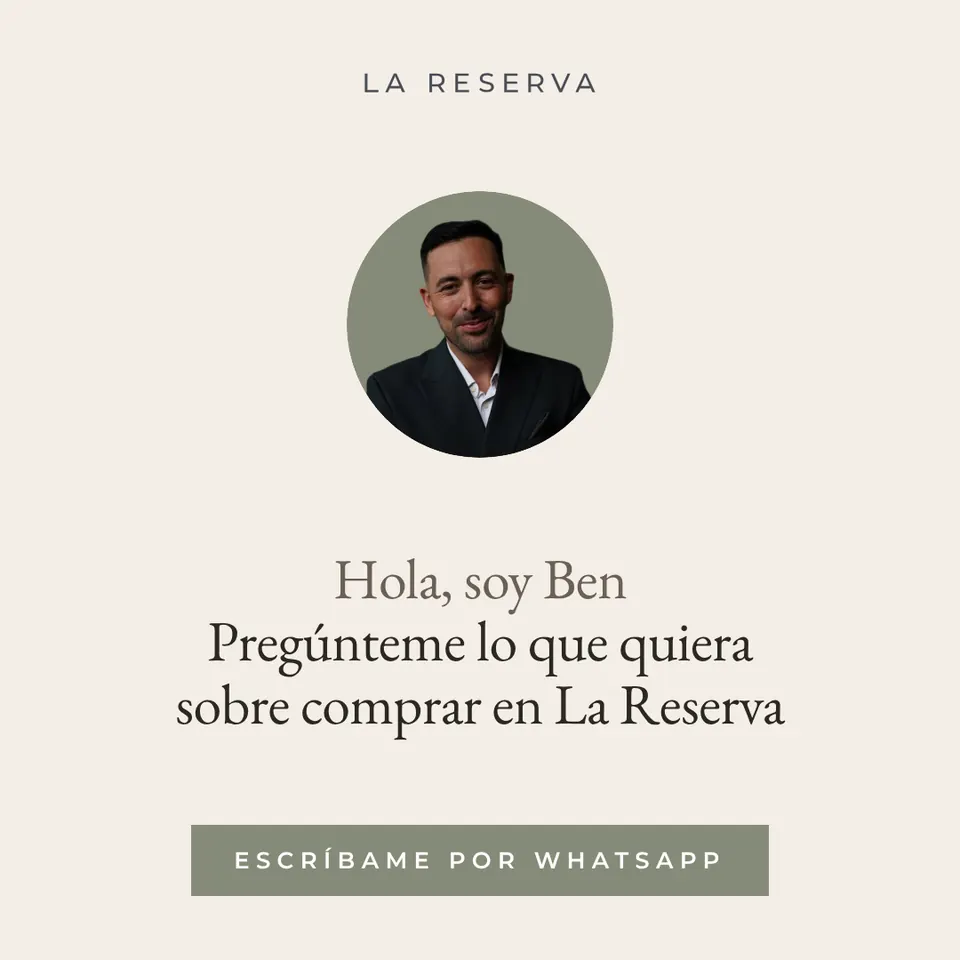 LA RESERVA
Hola, soy Ben
Pregúnteme lo que quiera
sobre comprar en La Reserva
ESCRÍBAME POR WHATSAPP